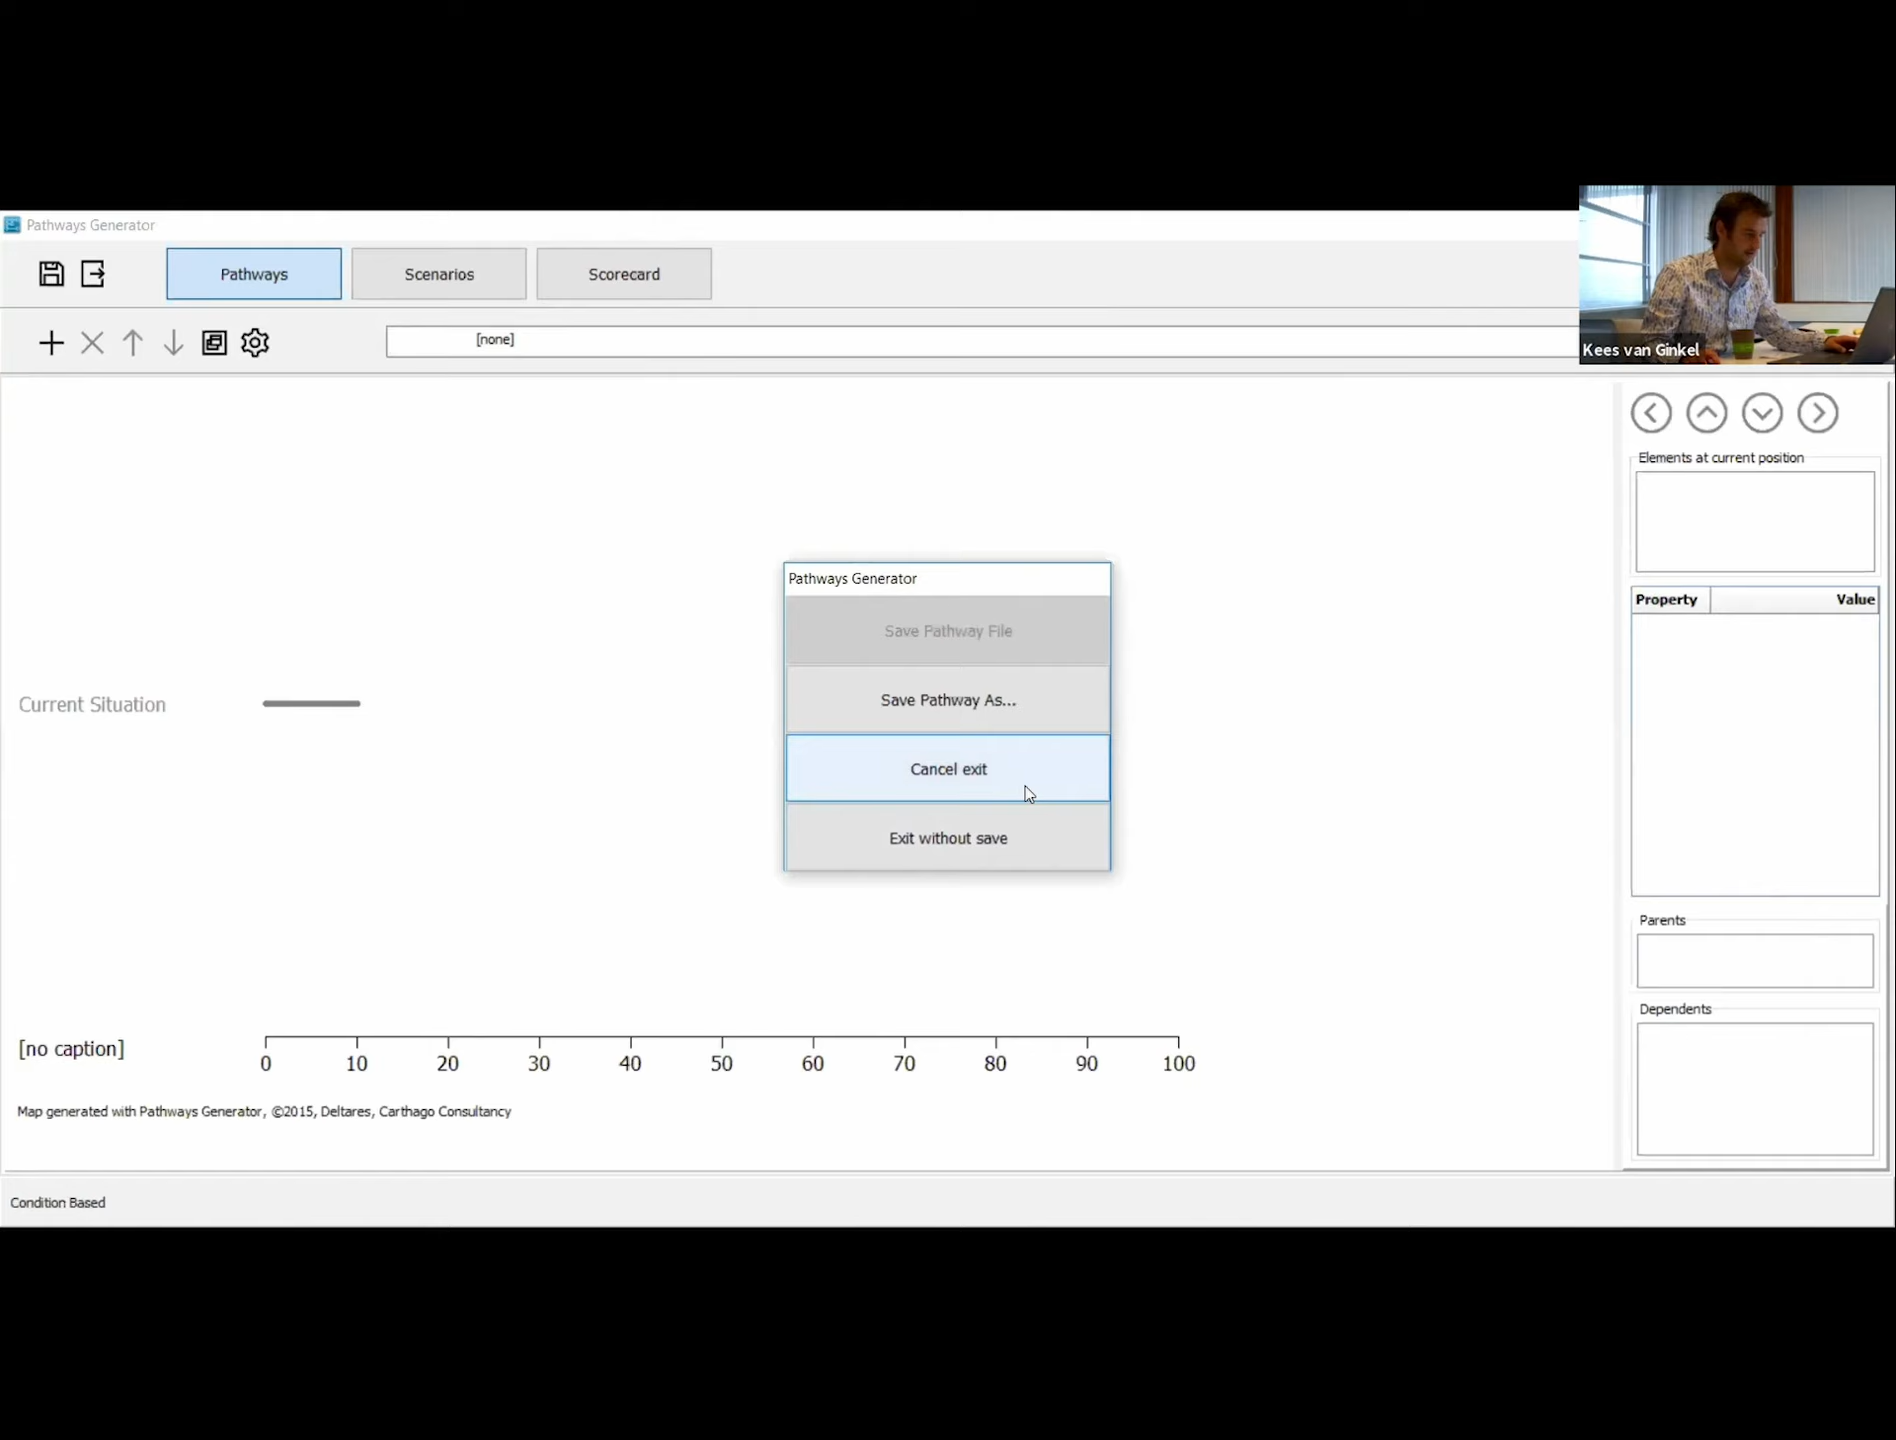 Pathways Generator
Pathways
Scenarios
Scorecard
[none]
Kees van Ginkel
Elements at current position
Pathways Generator
Save Pathway File
Property
Value
Current Situation
Save Pathway As...
Cancel exit
Exit without save
Parents
Dependents
[no caption]
0 10 20 30 40 50 60 70 80 90 100
Map generated with Pathways Generator, ©2015, Deltares, Carthago Consultancy
Condition Based